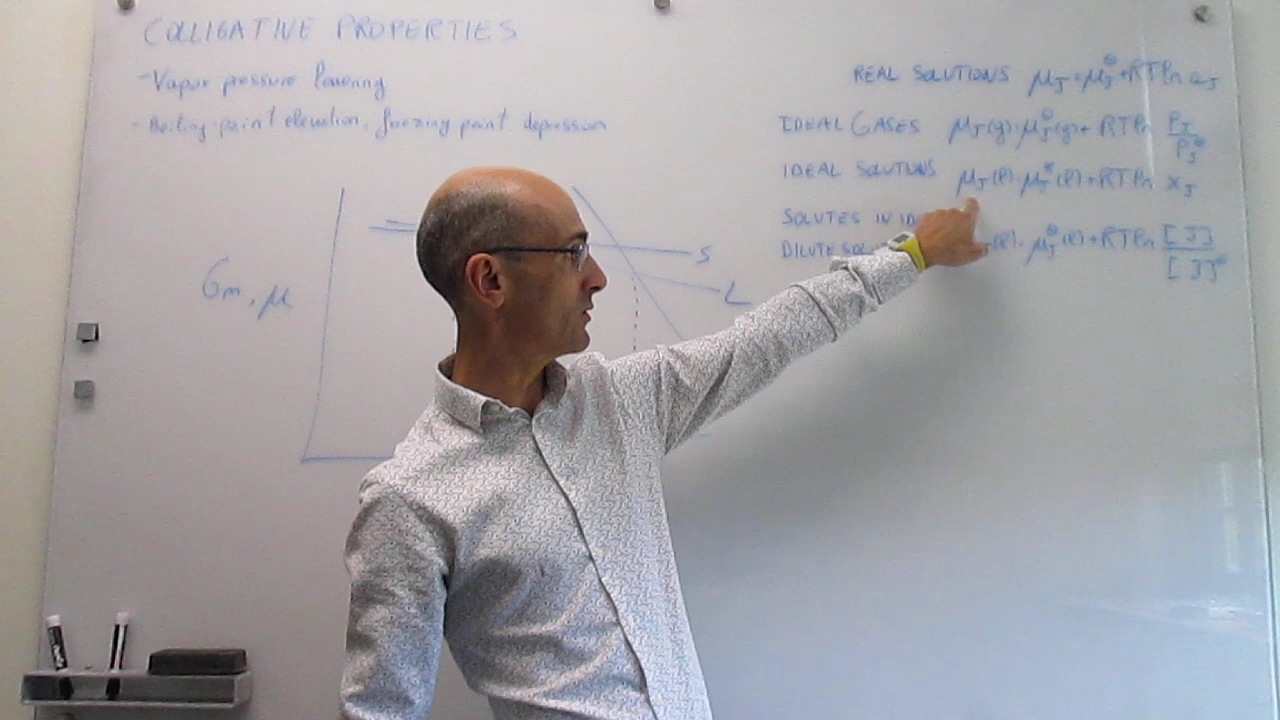 COLLIGATIVE PROPERTIES
- Vapor pressure lowering
- Boiling-point elevation, freezing point depression
Gm, μ
S
L
REAL SOLUTIONS μJ = μJ⦵ + RT ln aJ
IDEAL GASES μJ(g) = μJ⦵(g) + RT ln PJ/PJ⦵
IDEAL SOLUTIONS μJ(l) = μJ*(l) + RT ln xJ
SOLUTES IN ID
DILUTE SOL (l) = μJ⦵(l) + RT ln [J]/[J]⦵